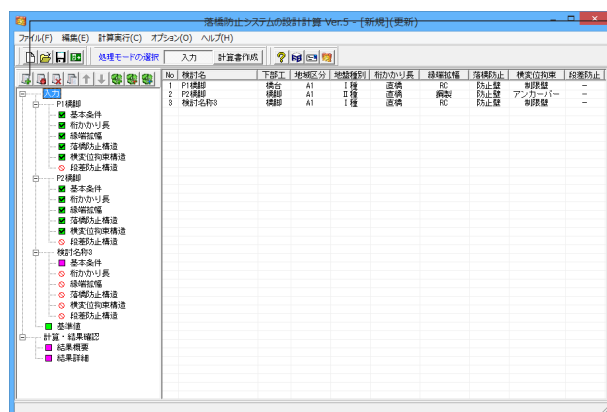 落橋防止システムの設計計算 Ver.5 - [新規](更新)
ファイル(F) 編集(E) 計算実行(C) オプション(O) ヘルプ(H)
処理モードの選択 入力 計算書作成
No 検討名 下部工 地域区分 地盤種別 桁かかり長 縁端拡幅 落橋防止 横変位拘束 段差防止
1 P1橋脚 橋台 A1 Ⅰ種 直橋 RC 防止壁 制限壁 −
2 P2橋脚 橋脚 A1 Ⅱ種 直橋 鋼製 防止壁 アンカーバー −
3 検討名称3 橋脚 A1 Ⅰ種 直橋 RC 防止壁 制限壁 −
入力
P1橋脚
基本条件
桁かかり長
縁端拡幅
落橋防止構造
横変位拘束構造
段差防止構造
P2橋脚
基本条件
桁かかり長
縁端拡幅
落橋防止構造
横変位拘束構造
段差防止構造
検討名称3
基本条件
桁かかり長
縁端拡幅
落橋防止構造
横変位拘束構造
段差防止構造
基準値
計算・結果確認
結果概要
結果詳細